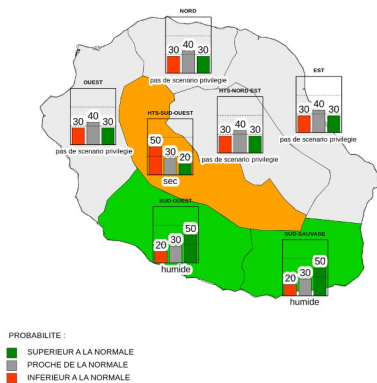 NORD
30 40 30
pas de scenario privilegie
OUEST
30 40 30
pas de scenario privilegie
EST
30 40 30
pas de scenario privilegie
HTS-NORD EST
30 40 30
pas de scenario privilegie
HTS-SUD-OUEST
50 30 20
sec
SUD-OUEST
20 30 50
humide
SUD-SAUVAGE
20 30 50
humide
PROBABILITE :
SUPERIEUR A LA NORMALE
PROCHE DE LA NORMALE
INFERIEUR A LA NORMALE